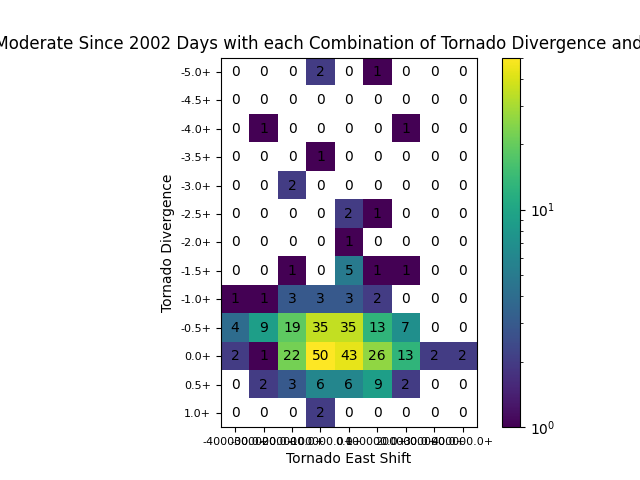 Moderate Since 2002 Days with each Combination of Tornado Divergence and
-5.0+ 0 0 0 2 0 1 0 0 0
-4.5+ 0 0 0 0 0 0 0 0 0
-4.0+ 0 1 0 0 0 0 1 0 0
-3.5+ 0 0 0 1 0 0 0 0 0
-3.0+ 0 0 2 0 0 0 0 0 0
-2.5+ 0 0 0 0 2 1 0 0 0
-2.0+ 0 0 0 0 1 0 0 0 0
-1.5+ 0 0 1 0 5 1 1 0 0
-1.0+ 1 1 3 3 3 2 0 0 0
-0.5+ 4 9 19 35 35 13 7 0 0
0.0+ 2 1 22 50 43 26 13 2 2
0.5+ 0 2 3 6 6 9 2 0 0
1.0+ 0 0 0 2 0 0 0 0 0
Tornado East Shift
Tornado Divergence
10¹
10⁰